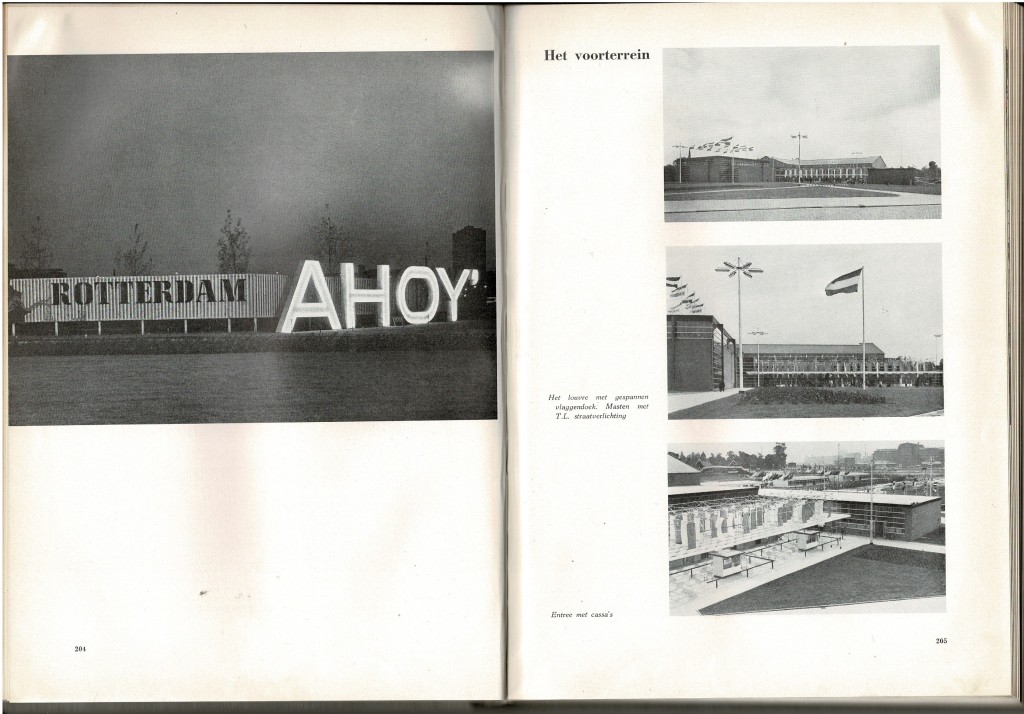 ROTTERDAM AHOY'
204
Het voorterrein
Het louvre met gespannen
vlaggendoek. Masten met
T.L. straatverlichting
Entree met cassa's
205